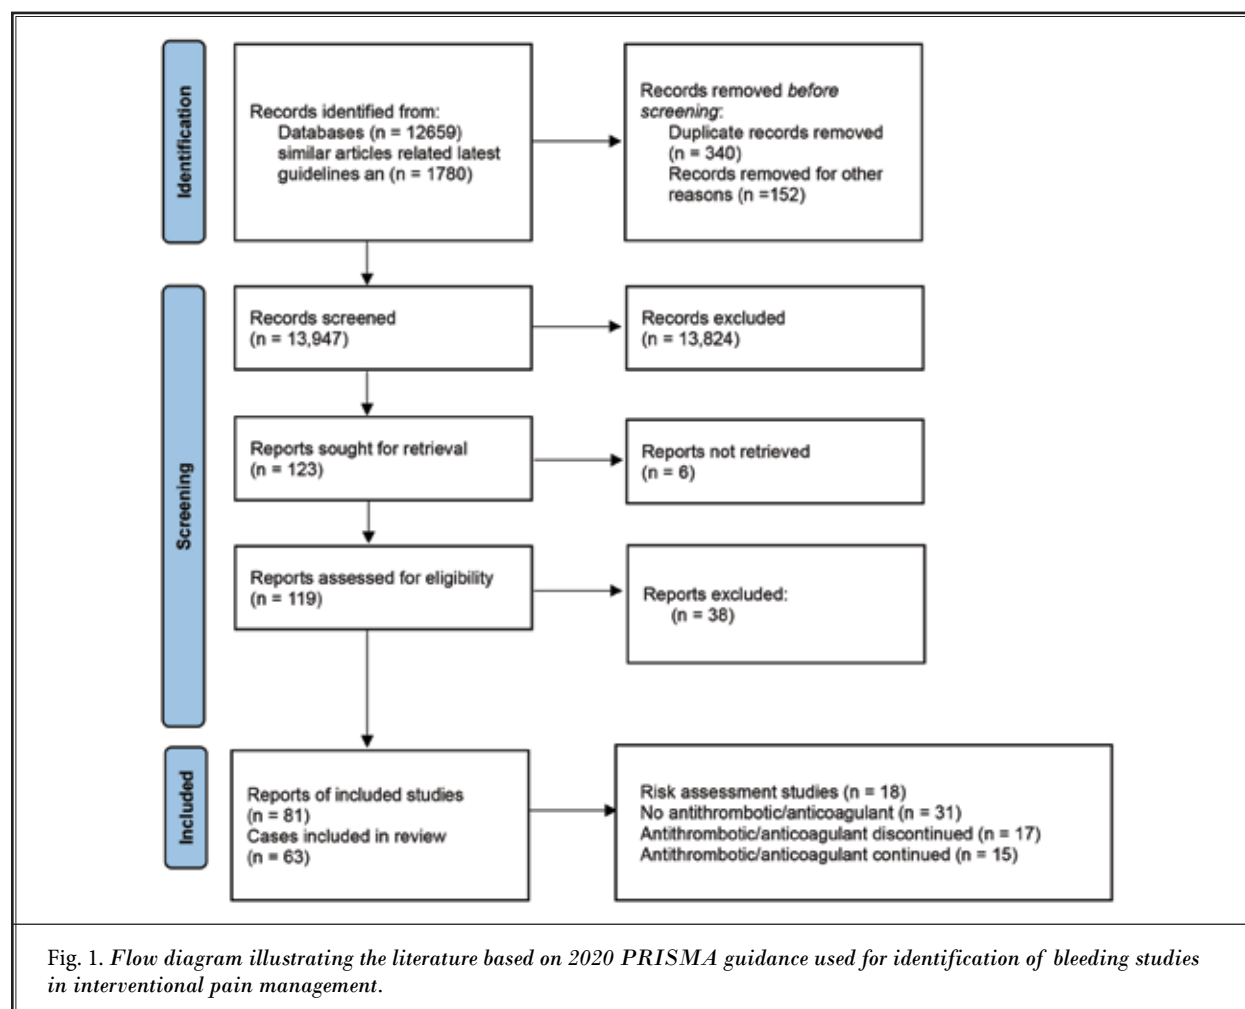 Identification
Records identified from:
Databases (n = 12659)
similar articles related latest
guidelines an (n = 1780)
Records removed before
screening:
Duplicate records removed
(n = 340)
Records removed for other
reasons (n =152)
Screening
Records screened
(n = 13,947)
Records excluded
(n = 13,824)
Reports sought for retrieval
(n = 123)
Reports not retrieved
(n = 6)
Reports assessed for eligibility
(n = 119)
Reports excluded:
(n = 38)
Included
Reports of included studies
(n = 81)
Cases included in review
(n = 63)
Risk assessment studies (n = 18)
No antithrombotic/anticoagulant (n = 31)
Antithrombotic/anticoagulant discontinued (n = 17)
Antithrombotic/anticoagulant continued (n = 15)
Fig. 1. Flow diagram illustrating the literature based on 2020 PRISMA guidance used for identification of bleeding studies
in interventional pain management.